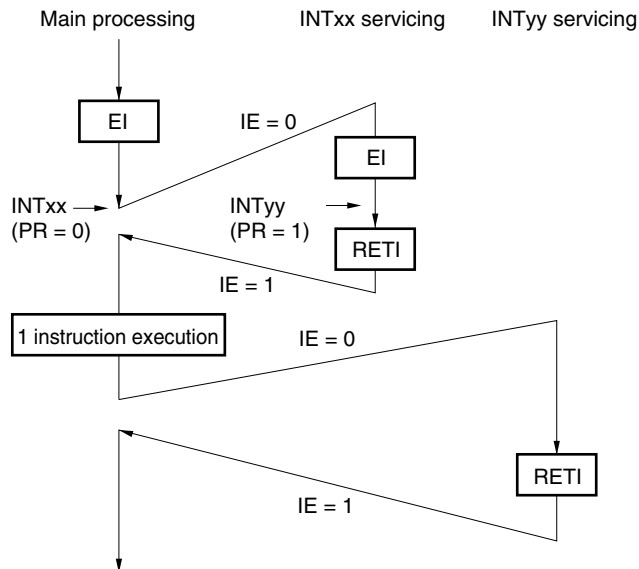 Main processing INTxx servicing INTyy servicing
EI
IE = 0
EI
INTxx
(PR = 0)
INTyy
(PR = 1)
RETI
IE = 1
1 instruction execution
IE = 0
RETI
IE = 1